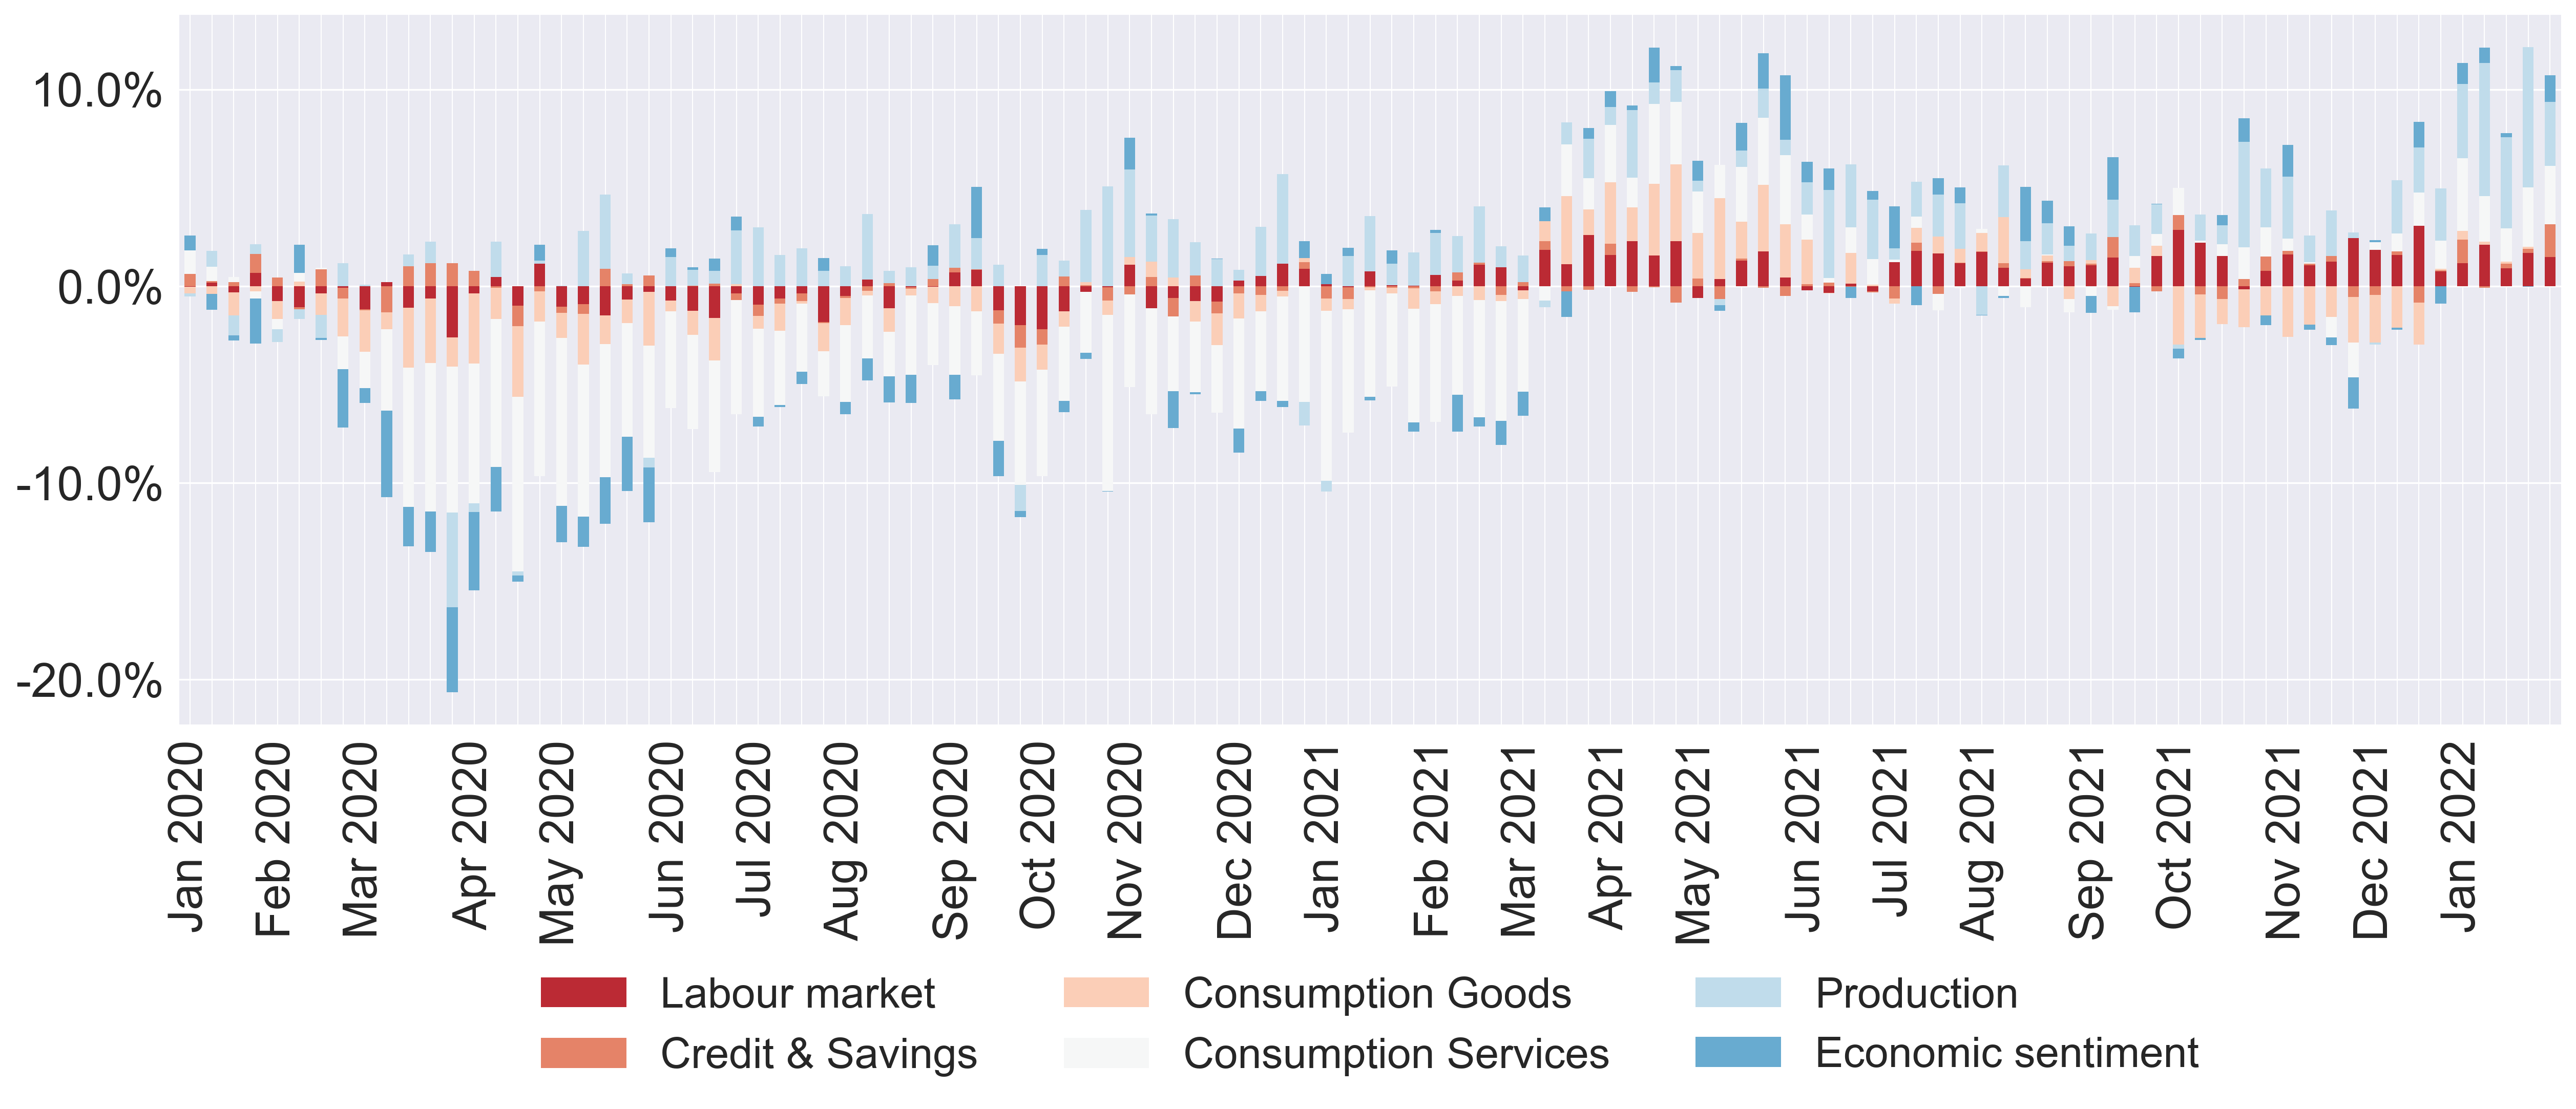 10.0%
0.0%
-10.0%
-20.0%
Jan 2020
Feb 2020
Mar 2020
Apr 2020
May 2020
Jun 2020
Jul 2020
Aug 2020
Sep 2020
Oct 2020
Nov 2020
Dec 2020
Jan 2021
Feb 2021
Mar 2021
Apr 2021
May 2021
Jun 2021
Jul 2021
Aug 2021
Sep 2021
Oct 2021
Nov 2021
Dec 2021
Jan 2022
Labour market
Consumption Goods
Production
Credit & Savings
Consumption Services
Economic sentiment